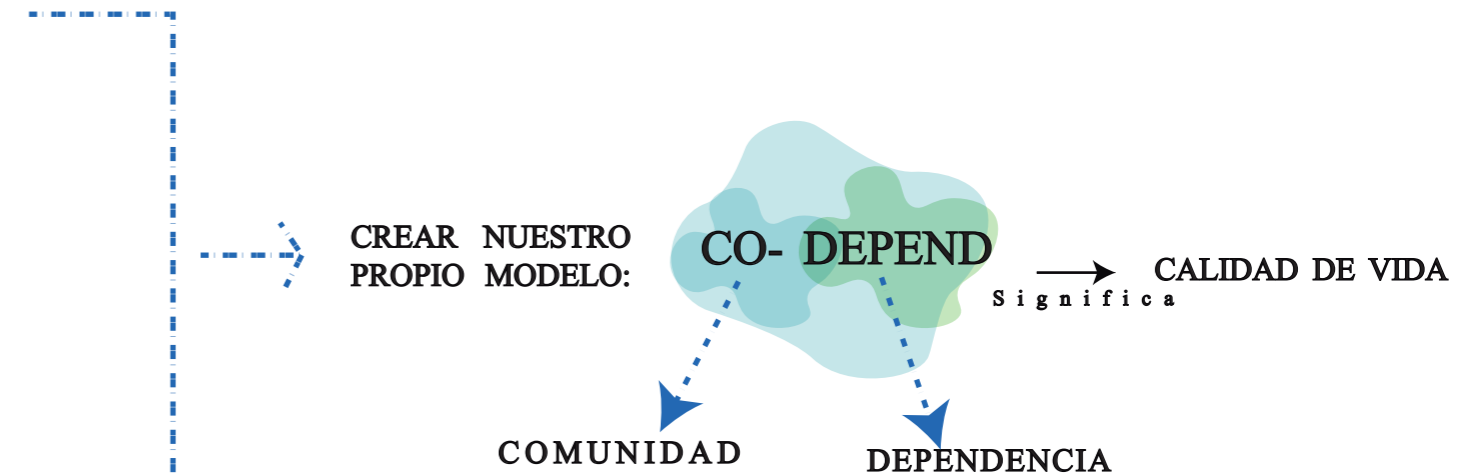 CREAR NUESTRO
PROPIO MODELO:
CO- DEPEND
Significa
CALIDAD DE VIDA
COMUNIDAD
DEPENDENCIA